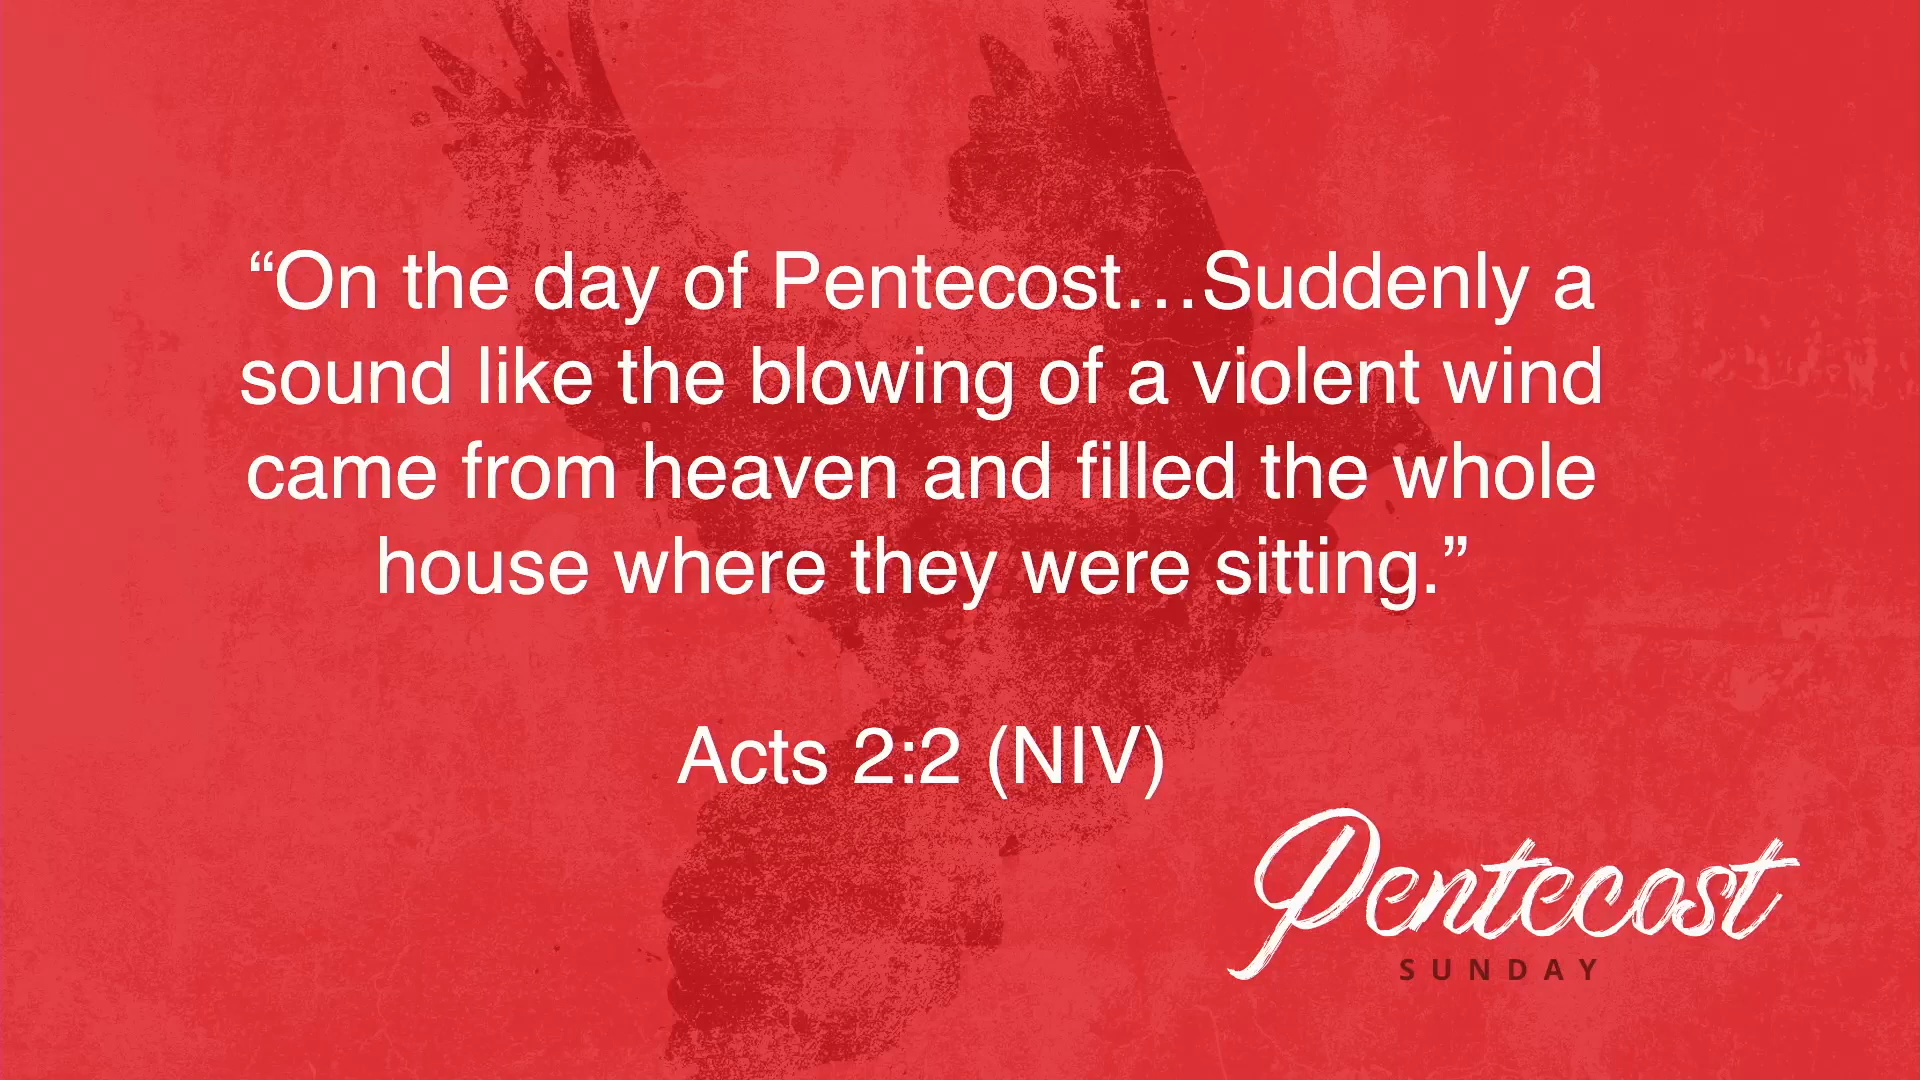 “On the day of Pentecost…Suddenly a
sound like the blowing of a violent wind
came from heaven and filled the whole
house where they were sitting.”
Acts 2:2 (NIV)
Pentecost
SUNDAY